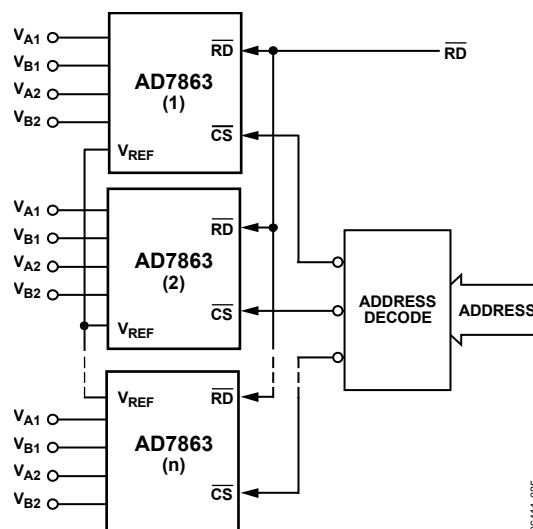 VA1
VB1
VA2
VB2
VREF
AD7863
(1)
RD
CS
RD
VA1
VB1
VA2
VB2
VREF
AD7863
(2)
RD
CS
ADDRESS
DECODE
ADDRESS
VA1
VB1
VA2
VB2
VREF
AD7863
(n)
RD
CS